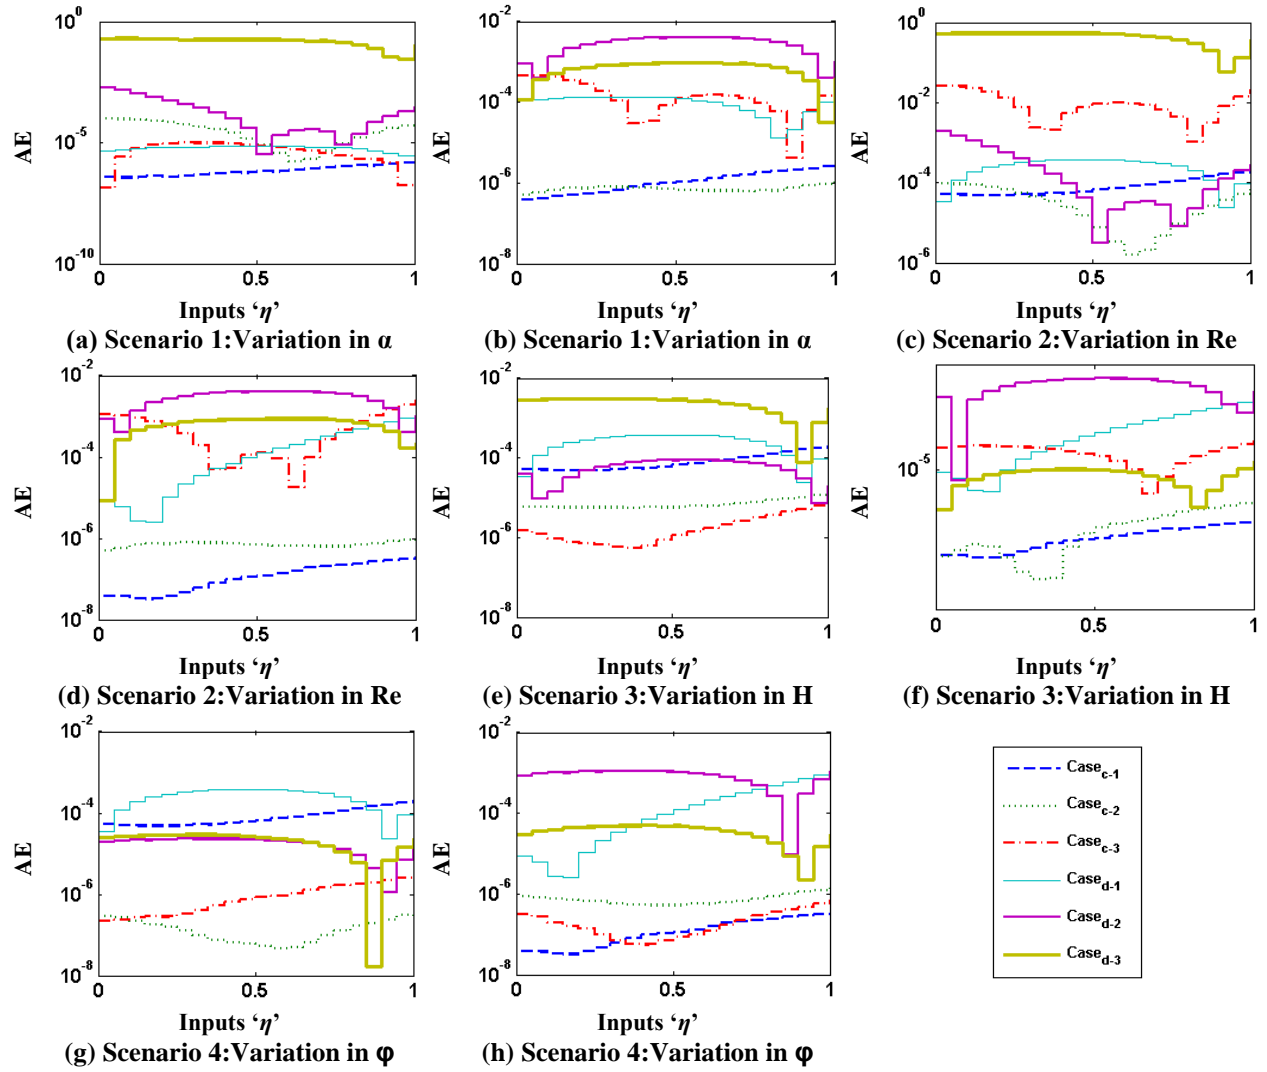 10^0
10^-5
10^-10
AE
0
0.5
1
Inputs ‘η’
(a) Scenario 1:Variation in α
10^-2
10^-4
10^-6
10^-8
AE
0
0.5
1
Inputs ‘η’
(b) Scenario 1:Variation in α
10^0
10^-2
10^-4
10^-6
AE
0
0.5
1
Inputs ‘η’
(c) Scenario 2:Variation in Re
10^-2
10^-4
10^-6
10^-8
AE
0
0.5
1
Inputs ‘η’
(d) Scenario 2:Variation in Re
10^-2
10^-4
10^-6
10^-8
AE
0
0.5
1
Inputs ‘η’
(e) Scenario 3:Variation in H
10^-5
AE
0
0.5
1
Inputs ‘η’
(f) Scenario 3:Variation in H
10^-2
10^-4
10^-6
10^-8
AE
0
0.5
1
Inputs ‘η’
(g) Scenario 4:Variation in φ
10^-2
10^-4
10^-6
10^-8
AE
0
0.5
1
Inputs ‘η’
(h) Scenario 4:Variation in φ
Case_c-1
Case_c-2
Case_c-3
Case_d-1
Case_d-2
Case_d-3